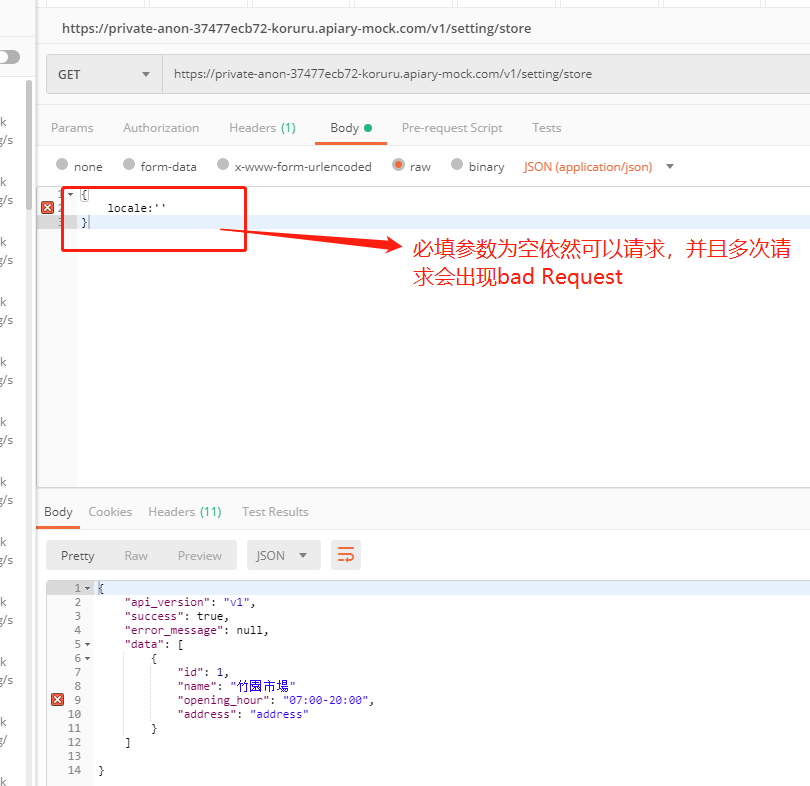 https://private-anon-37477ecb72-koruru.apiary-mock.com/v1/setting/store
GET https://private-anon-37477ecb72-koruru.apiary-mock.com/v1/setting/store
Params Authorization Headers (1) Body Pre-request Script Tests
none form-data x-www-form-urlencoded raw binary JSON (application/json)
1 {
2 locale:''
3 }
必填参数为空依然可以请求，并且多次请
求会出现bad Request
Body Cookies Headers (11) Test Results
Pretty Raw Preview JSON
1 {
2 "api_version": "v1",
3 "success": true,
4 "error_message": null,
5 "data": [
6 {
7 "id": 1,
8 "name": "竹園市場"
9 "opening_hour": "07:00-20:00",
10 "address": "address"
11 }
12 ]
13
14 }
k
g/s
k
g/s
k
g/s
k
g/s
k
g/s
k
g/s
k
g/s
k
g/s
k
g/s
k
g/s
k
g/
k